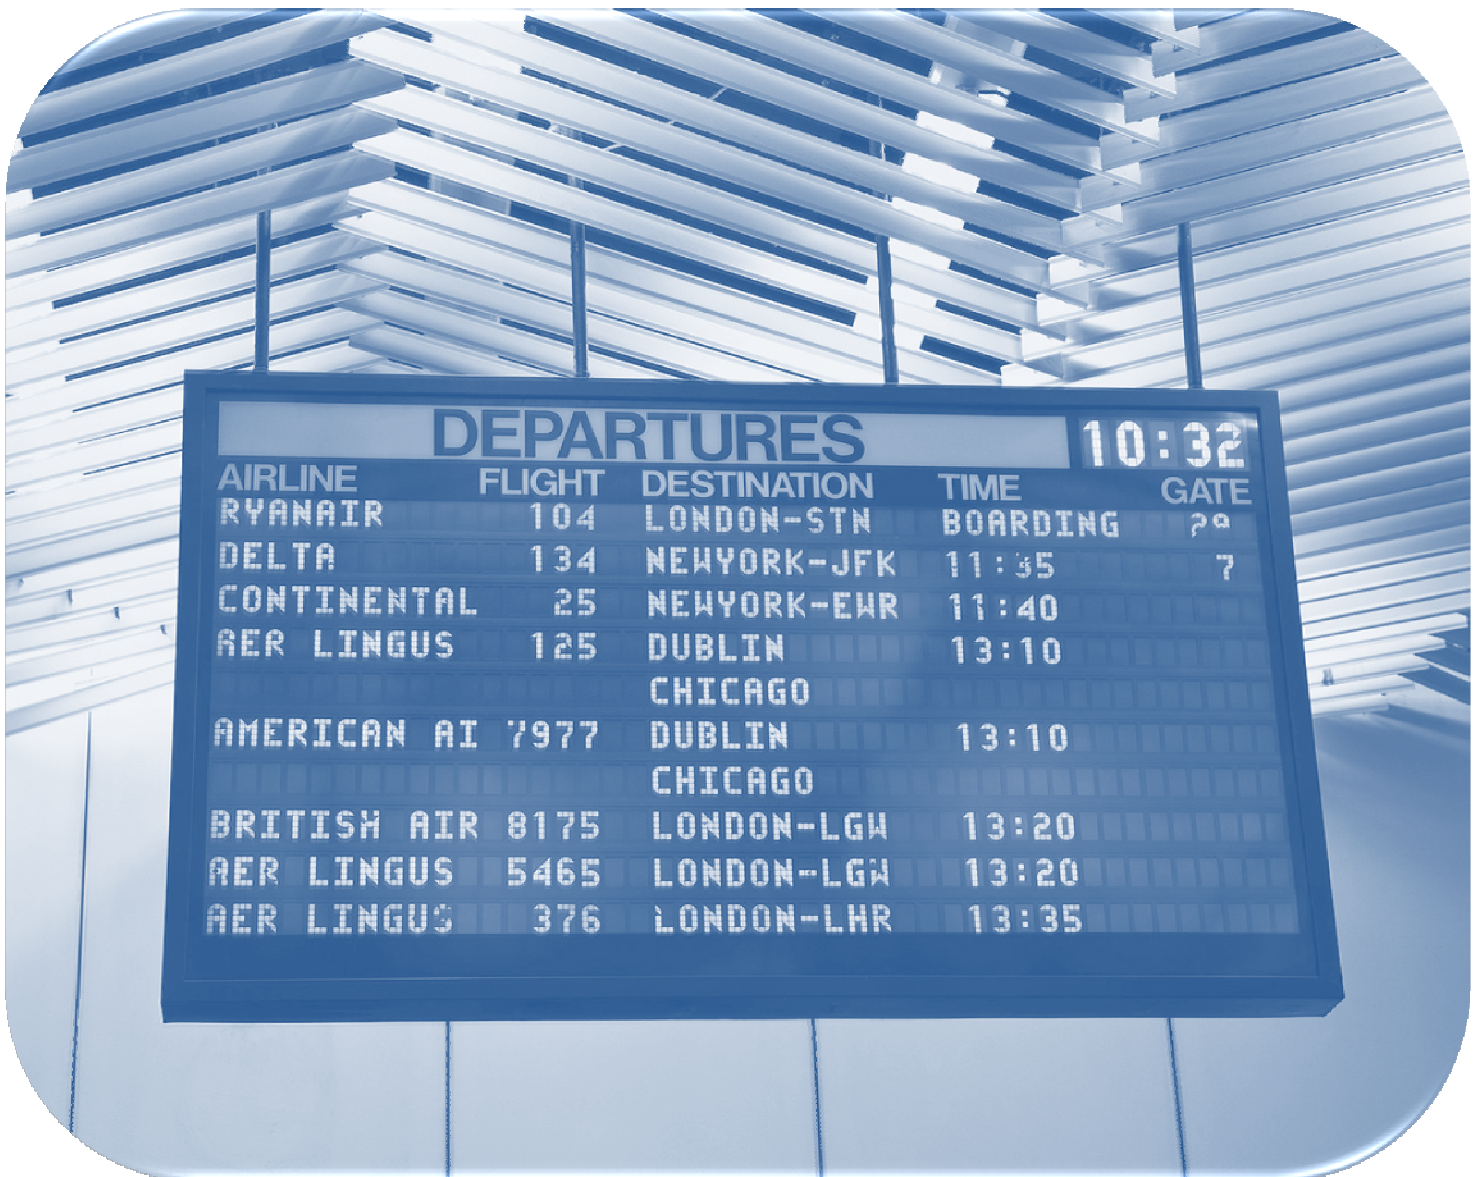 DEPARTURES 10:32
AIRLINE FLIGHT DESTINATION TIME GATE
RYANAIR 104 LONDON-STN BOARDING
DELTA 134 NEWYORK-JFK 11:35 7
CONTINENTAL 25 NEWYORK-EWR 11:40
AER LINGUS 125 DUBLIN 13:10
CHICAGO
AMERICAN AI 7977 DUBLIN 13:10
CHICAGO
BRITISH AIR 8175 LONDON-LGW 13:20
AER LINGUS 5465 LONDON-LGW 13:20
AER LINGUS 376 LONDON-LHR 13:35